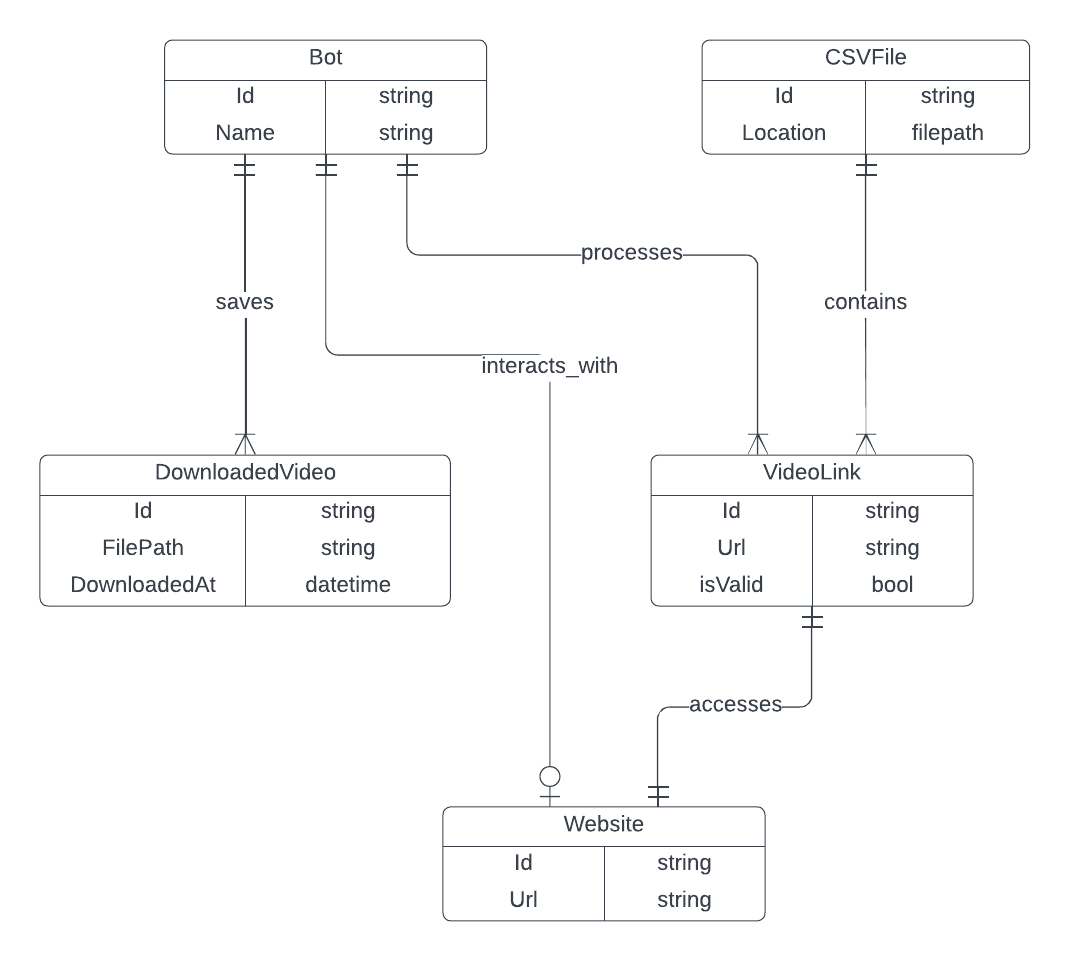 Bot
Id string
Name string
CSVFile
Id string
Location filepath
processes
saves
contains
interacts_with
DownloadedVideo
Id string
FilePath string
DownloadedAt datetime
VideoLink
Id string
Url string
isValid bool
accesses
Website
Id string
Url string